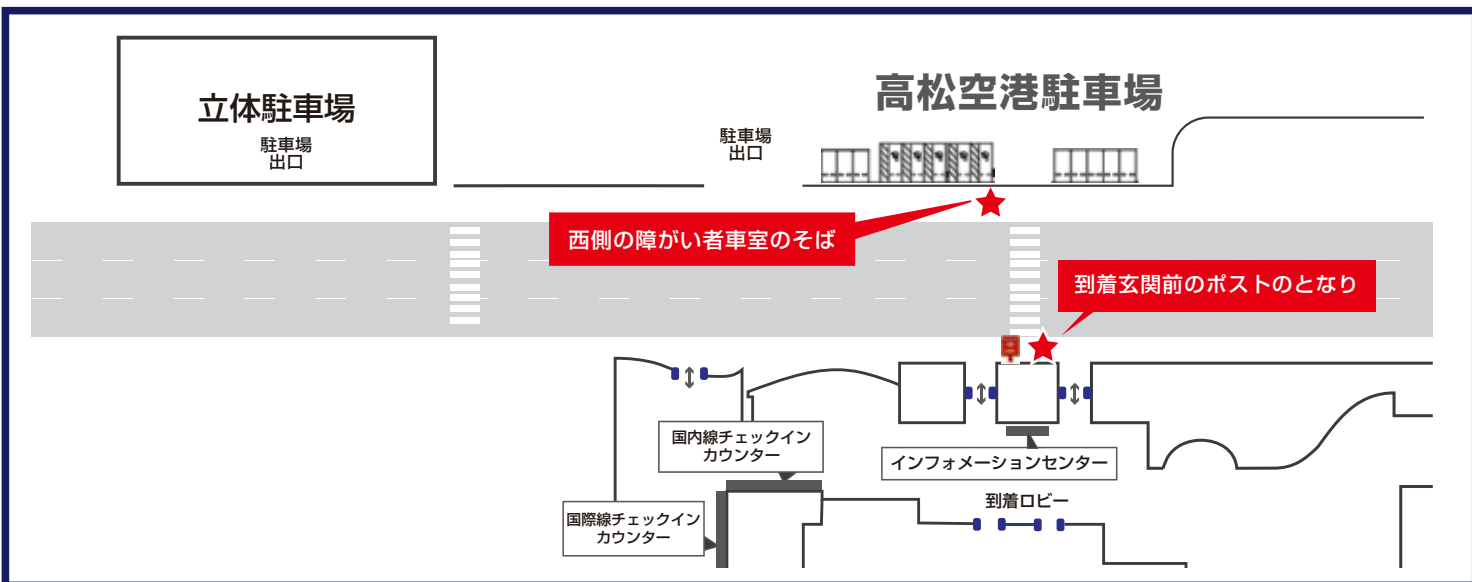 高松空港駐車場
立体駐車場
駐車場
出口
駐車場
出口
西側の障がい者車室のそば
到着玄関前のポストのとなり
国内線チェックイン
カウンター
インフォメーションセンター
国際線チェックイン
カウンター
到着ロビー